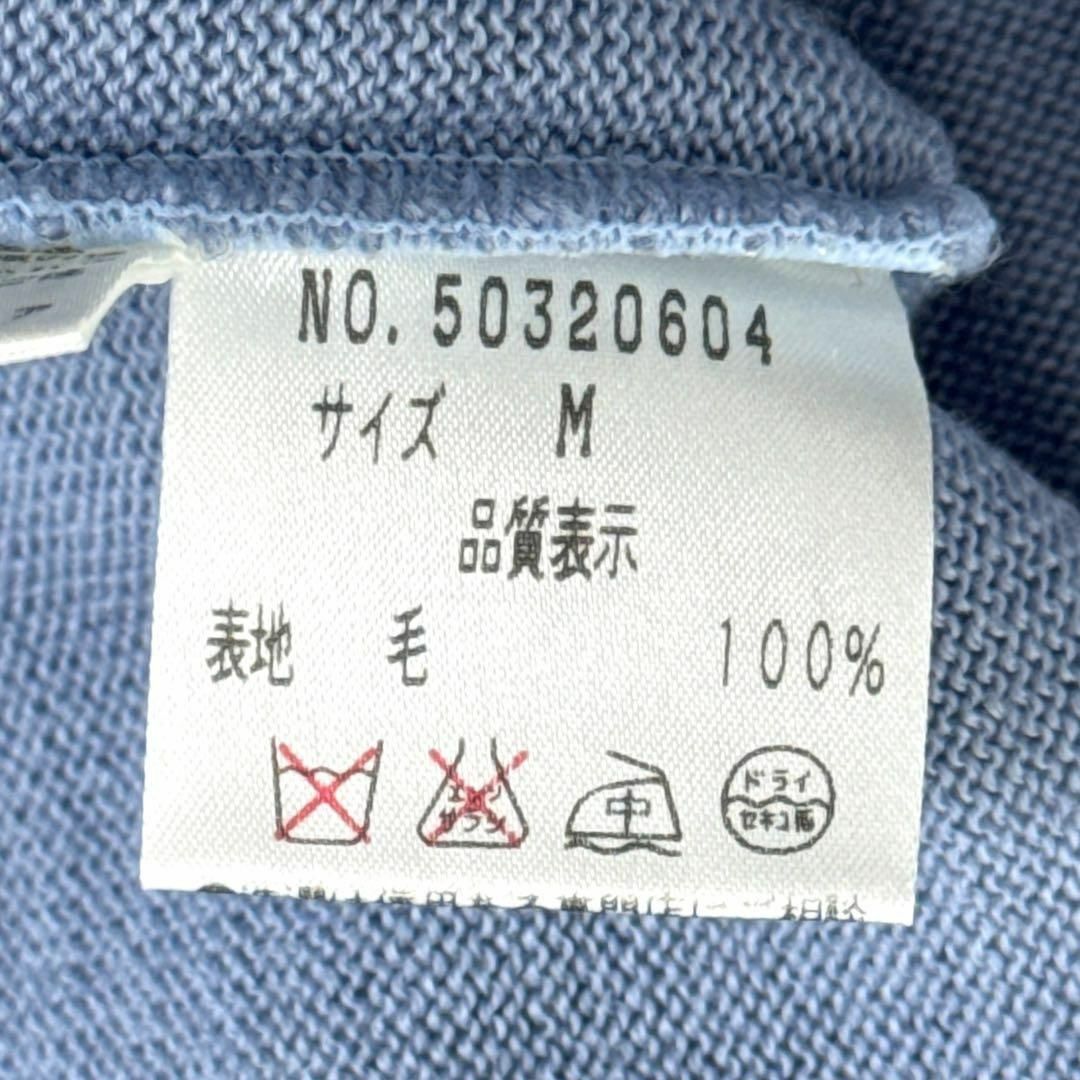 NO.50320604
サイズ M
品質表示
表地 毛 100%
エンソ サラシ
中
ドライ
セキユ系